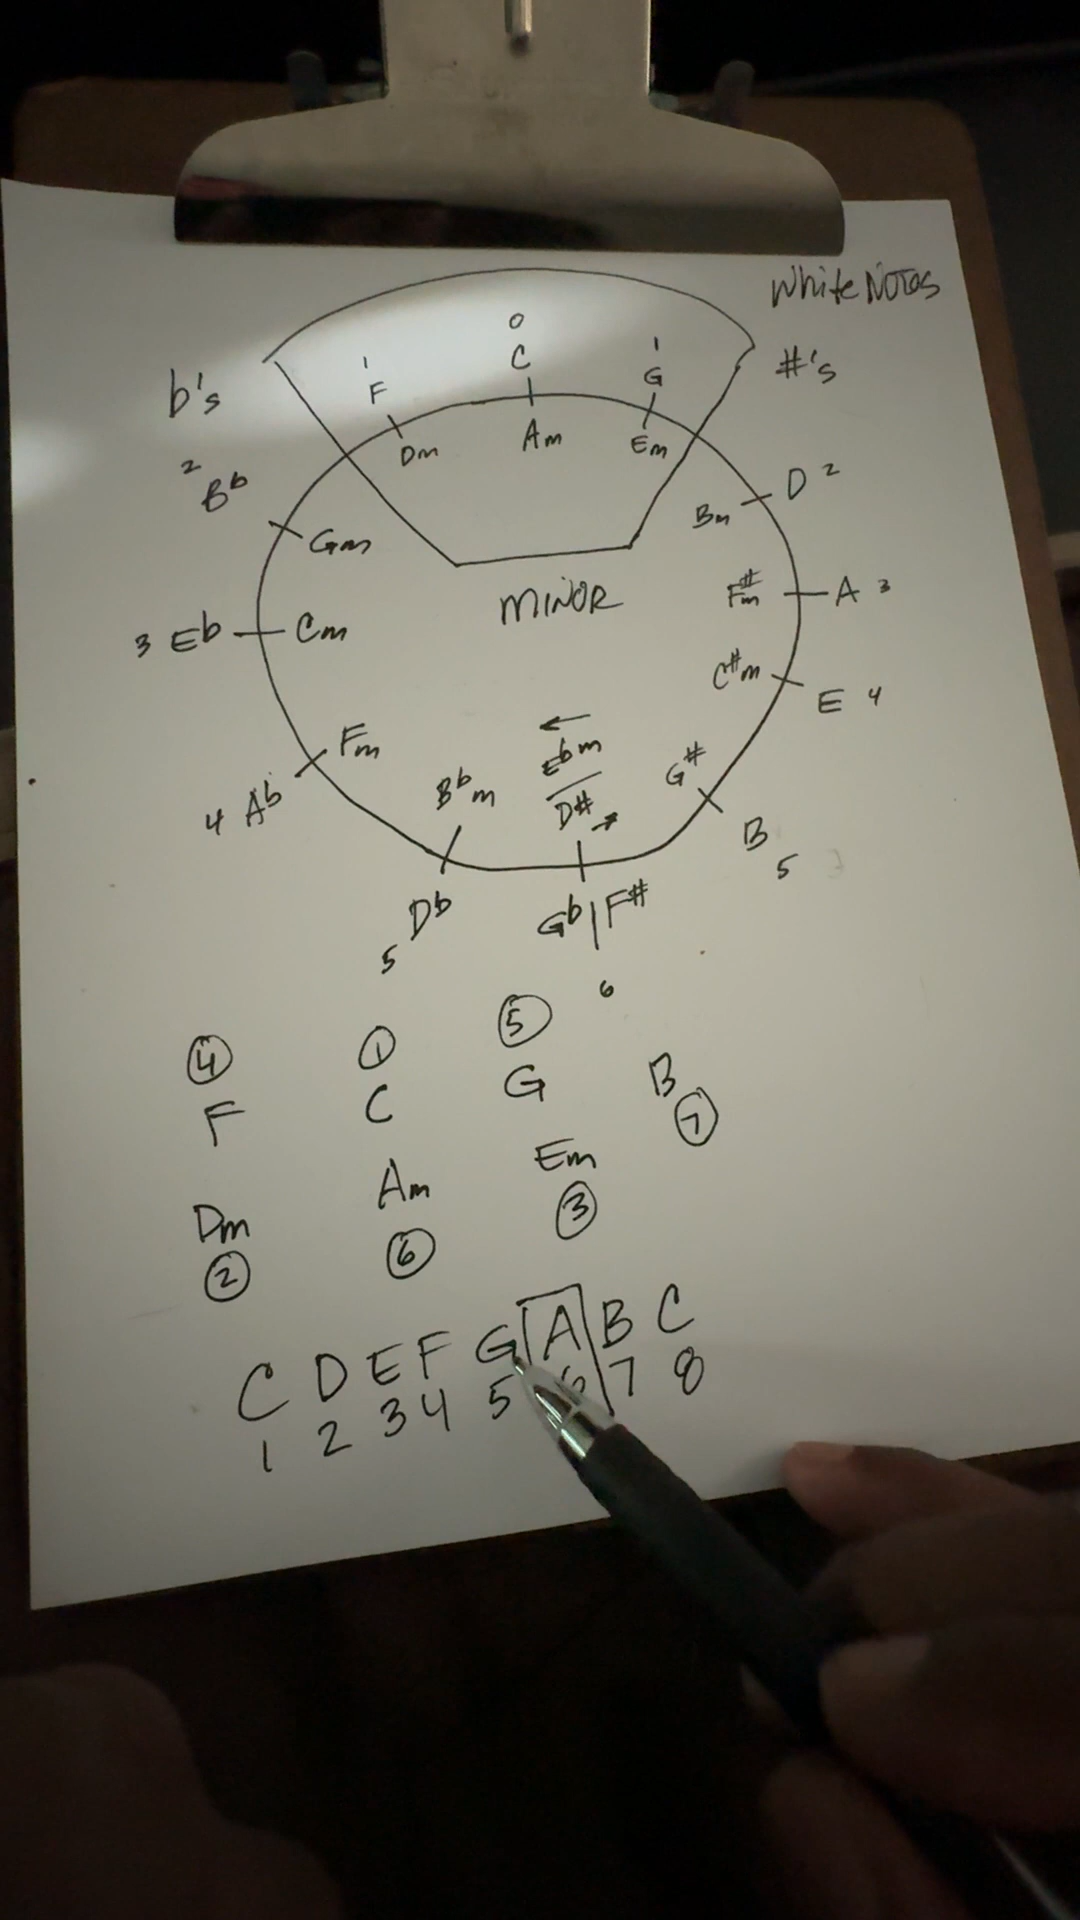 White Notes
b's
#'s
0
1
C
1
F
G
Dm
Am
Em
2
Bb
D 2
Gm
Bm
MINOR
F#m
A 3
3 Eb
Cm
C#m
E 4
Fm
Ebm
G#
4 Ab
Bbm
D#
B
5
Db
5
Gb | F#
6
4
1
5
F
C
G
B
7
Dm
Am
Em
2
6
3
C D E F G A B C
1 2 3 4 5 6 7 8